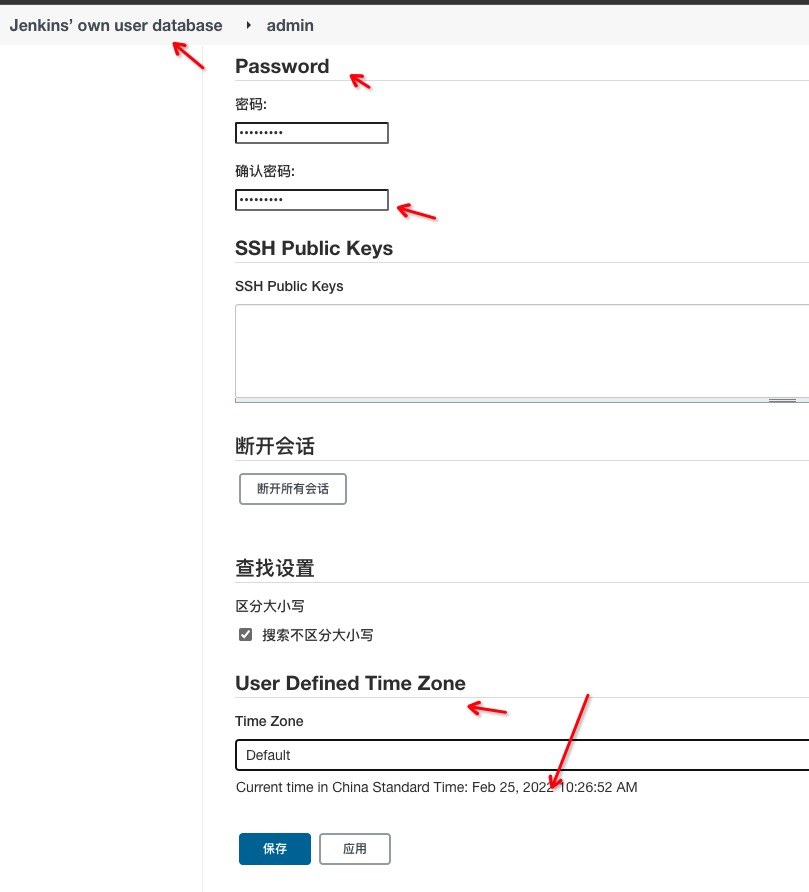 Jenkins’ own user database ‣ admin
Password
密码:
•••••••••
确认密码:
•••••••••
SSH Public Keys
SSH Public Keys
断开会话
断开所有会话
查找设置
区分大小写
搜索不区分大小写
User Defined Time Zone
Time Zone
Default
Current time in China Standard Time: Feb 25, 2022 10:26:52 AM
保存 应用